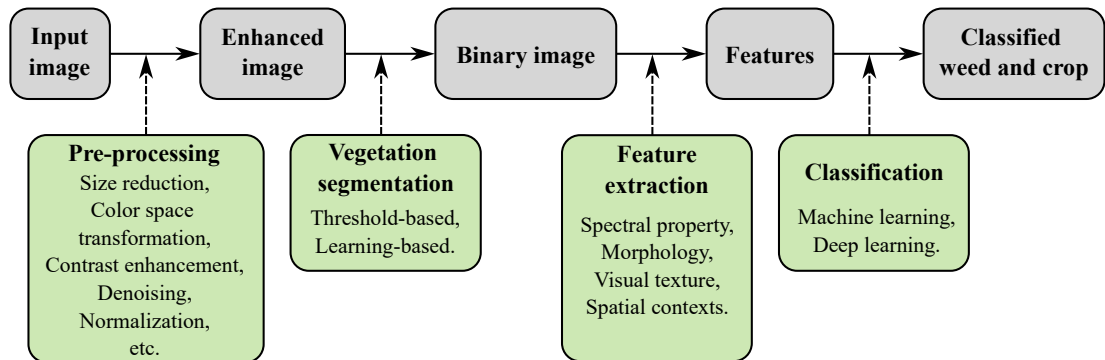 Input
image
Enhanced
image
Binary image
Features
Classified
weed and crop
Pre-processing
Size reduction,
Color space
transformation,
Contrast enhancement,
Denoising,
Normalization,
etc.
Vegetation
segmentation
Threshold-based,
Learning-based.
Feature
extraction
Spectral property,
Morphology,
Visual texture,
Spatial contexts.
Classification
Machine learning,
Deep learning.